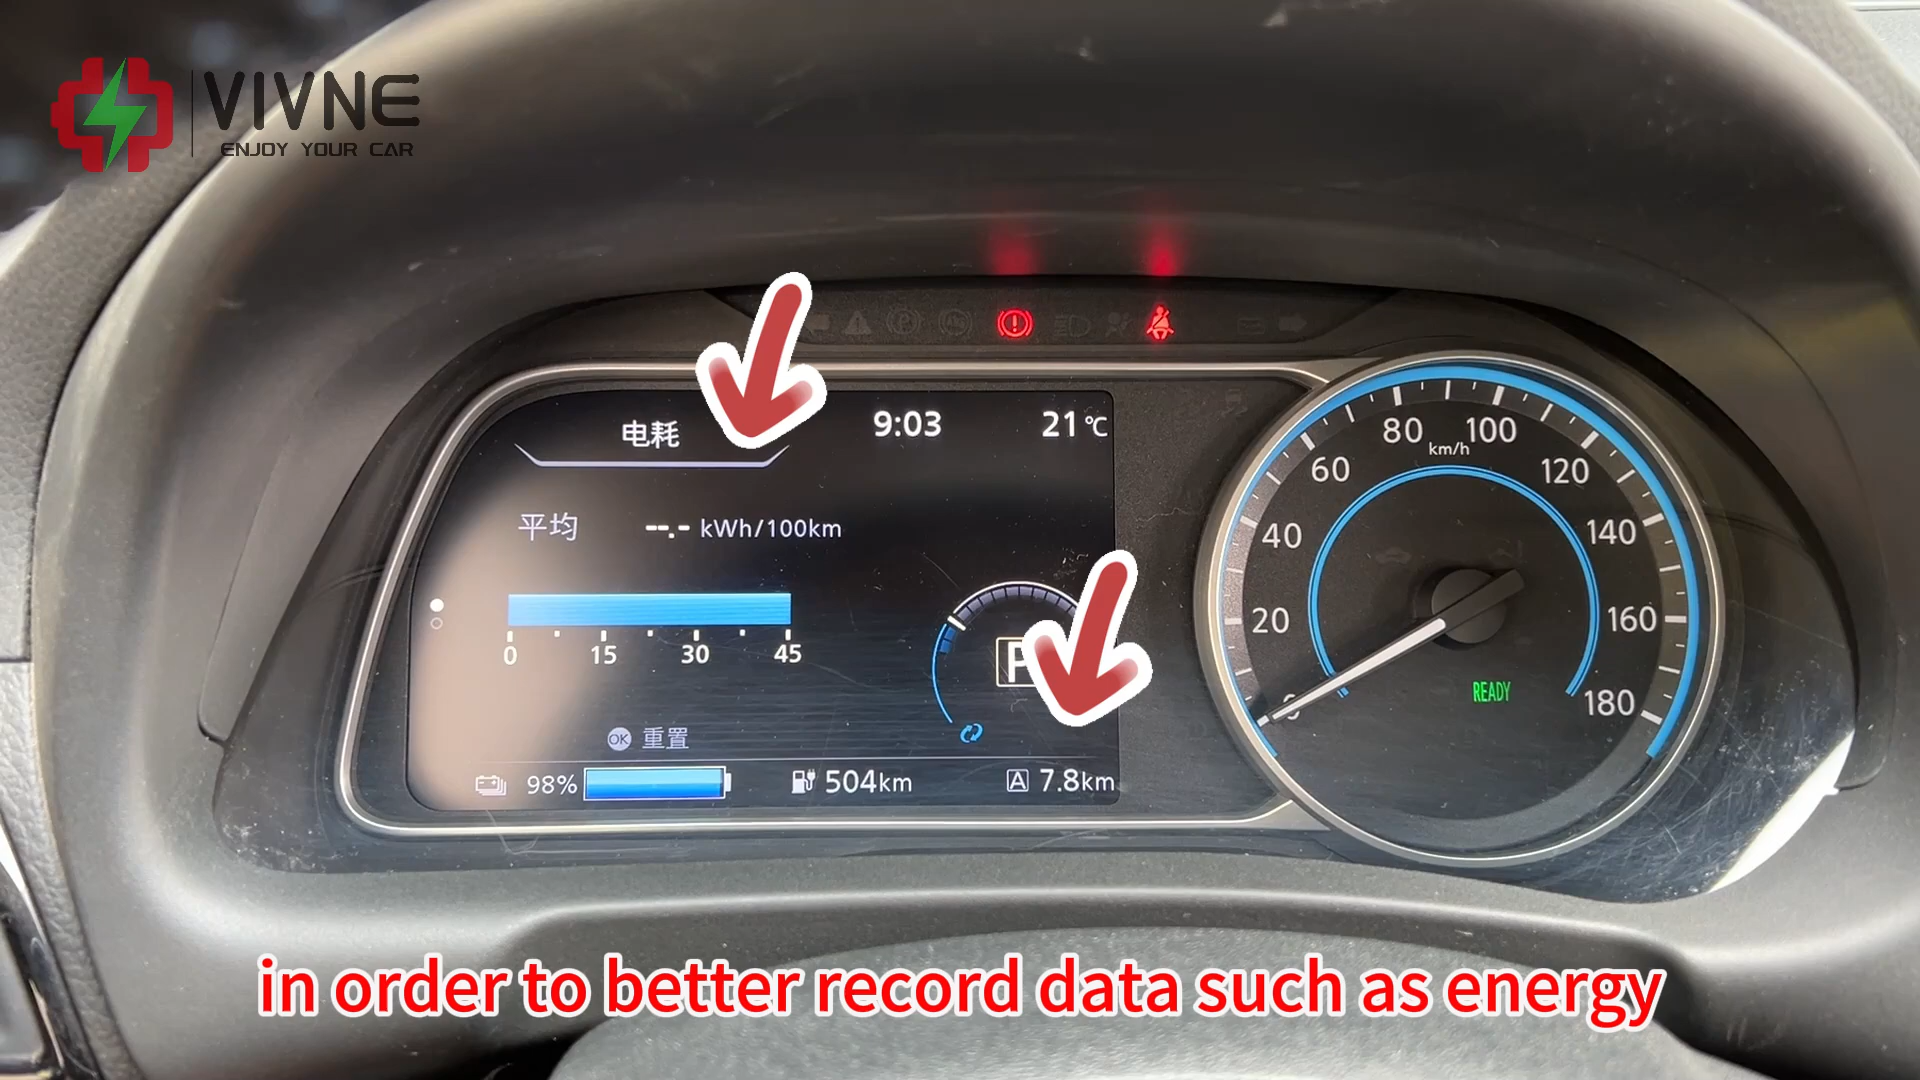 VIVNE
ENJOY YOUR CAR
电耗
9:03
21℃
平均 --.- kWh/100km
0 15 30 45
P
OK 重置
98%
504km
A 7.8km
0 20 40 60 80 100 120 140 160 180
km/h
READY
in order to better record data such as energy